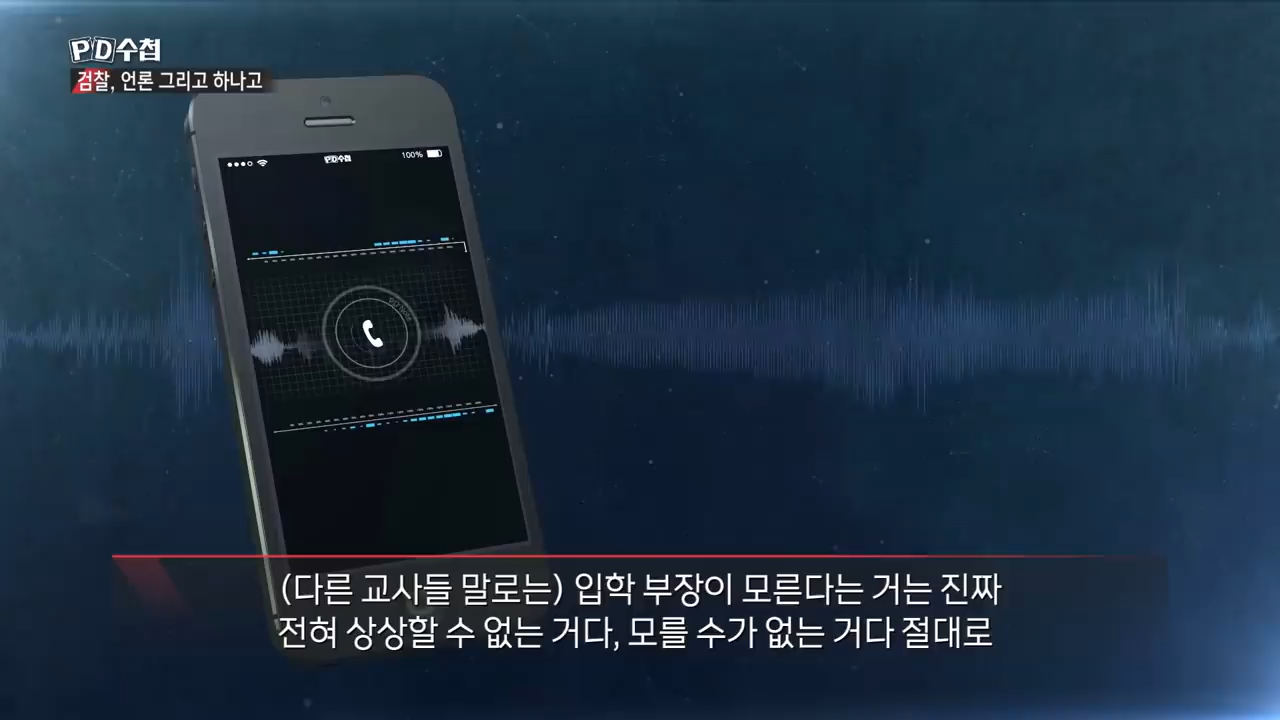 PD수첩
검찰, 언론 그리고 하나고
PD수첩
100%
PD Note
(다른 교사들 말로는) 입학 부장이 모른다는 거는 진짜
전혀 상상할 수 없는 거다, 모를 수가 없는 거다 절대로